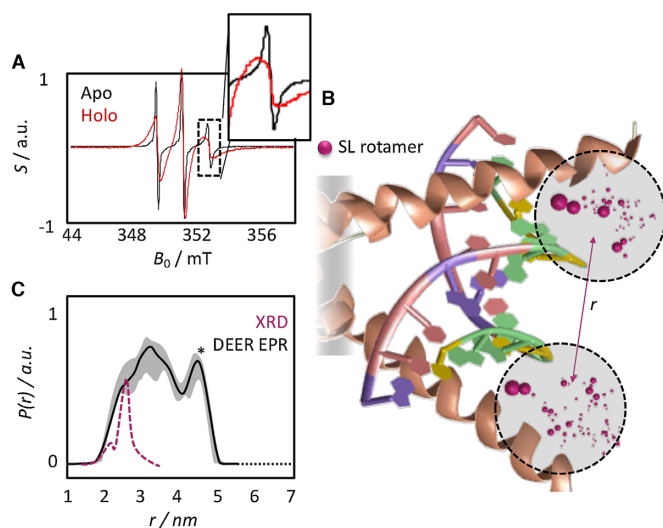 A
1
Apo
Holo
S / a.u.
-1
44
348
352
356
B₀ / mT
B
SL rotamer
r
C
1
XRD
DEER EPR
*
P(r) / a.u.
0
1
2
3
4
5
6
7
r / nm